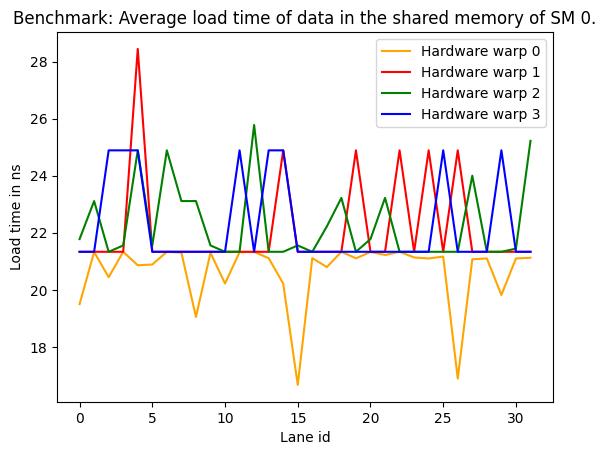 Benchmark: Average load time of data in the shared memory of SM 0.
Hardware warp 0
Hardware warp 1
Hardware warp 2
Hardware warp 3
28
26
24
22
20
18
Load time in ns
0 5 10 15 20 25 30
Lane id